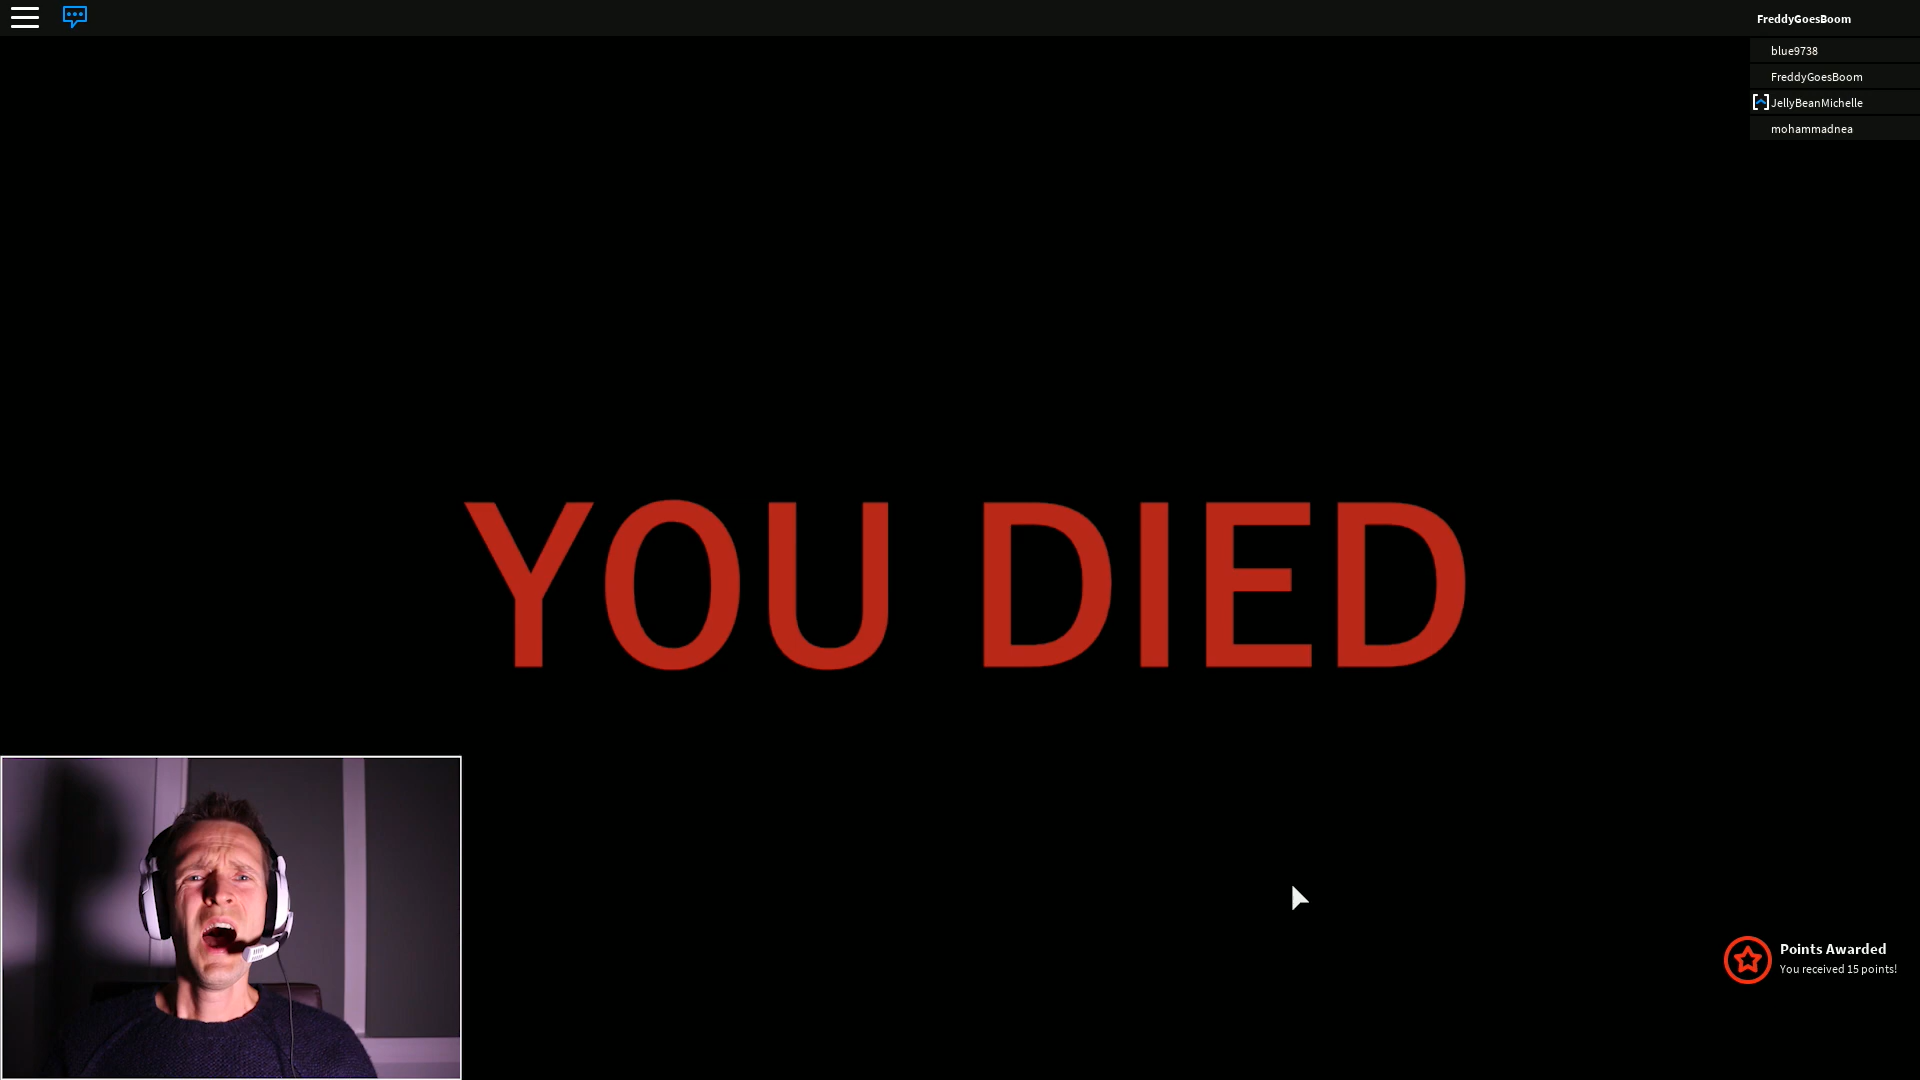 FreddyGoesBoom
blue9738
FreddyGoesBoom
JellyBeanMichelle
mohammadnea
YOU DIED
Points Awarded
You received 15 points!